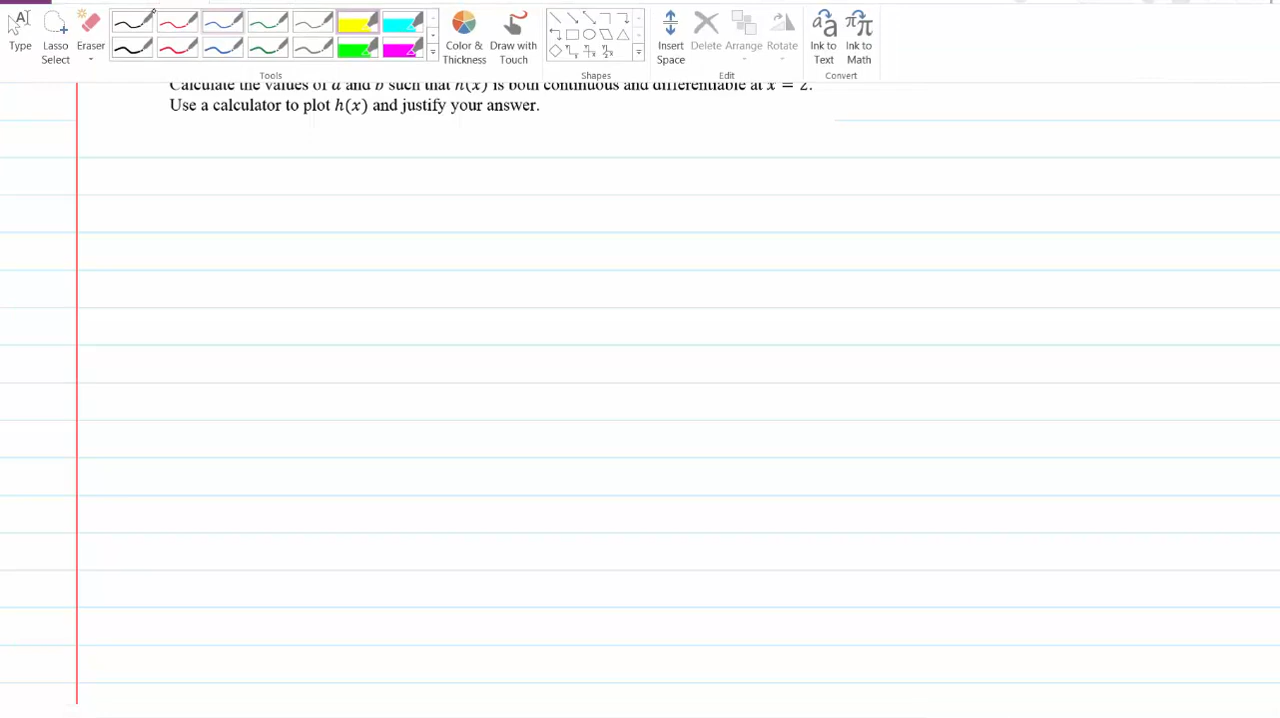 Type
Lasso
Select
Eraser
Color &
Thickness
Draw with
Touch
Insert
Space
Delete
Arrange
Rotate
Ink to
Text
Ink to
Math
Tools
Shapes
Edit
Convert
Calculate the values of a and b such that h(x) is both continuous and differentiable at x = 2.
Use a calculator to plot h(x) and justify your answer.